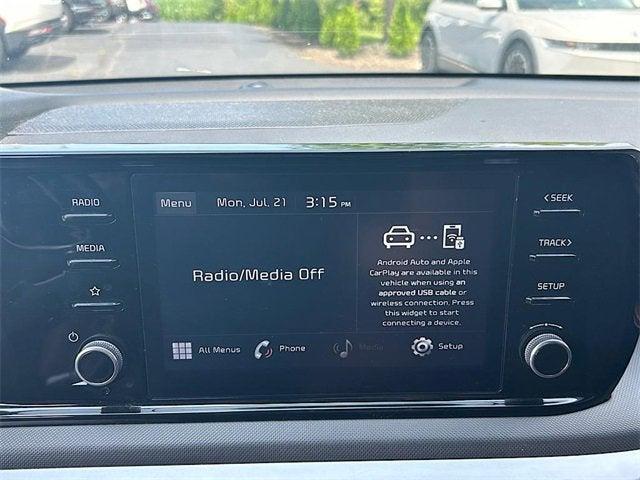 RADIO
MEDIA
Menu Mon, Jul, 21 3:15 PM
Radio/Media Off
Android Auto and Apple
CarPlay are available in this
vehicle when using an
approved USB cable or
wireless connection. Press
this widget to start
connecting a device.
All Menus Phone Media Setup
< SEEK
TRACK >
SETUP